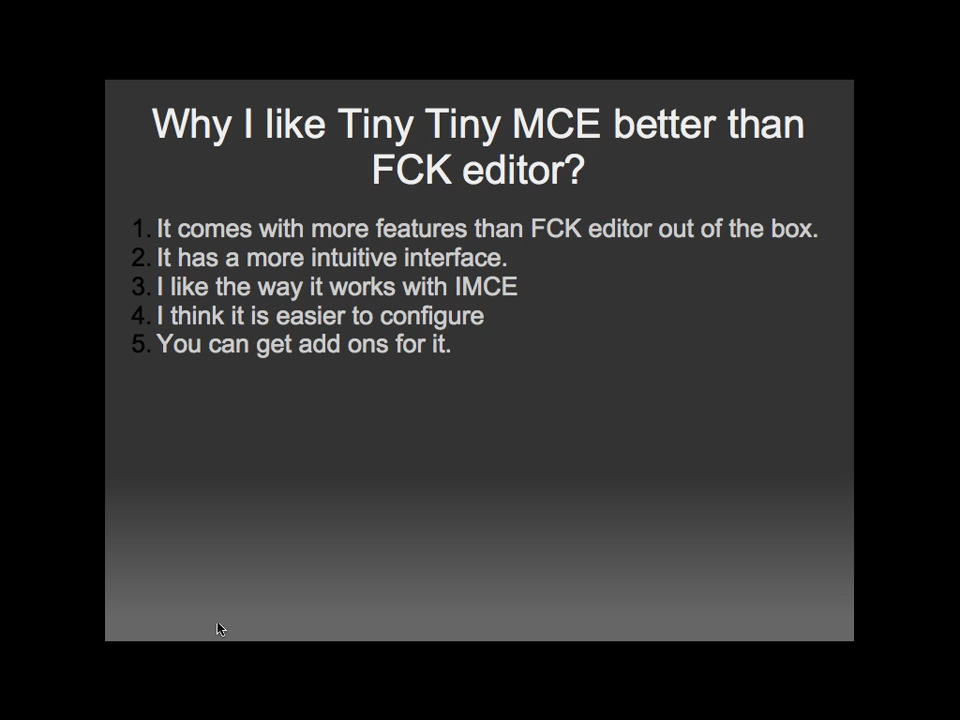 Why I like Tiny Tiny MCE better than
FCK editor?
1. It comes with more features than FCK editor out of the box.
2. It has a more intuitive interface.
3. I like the way it works with IMCE
4. I think it is easier to configure
5. You can get add ons for it.